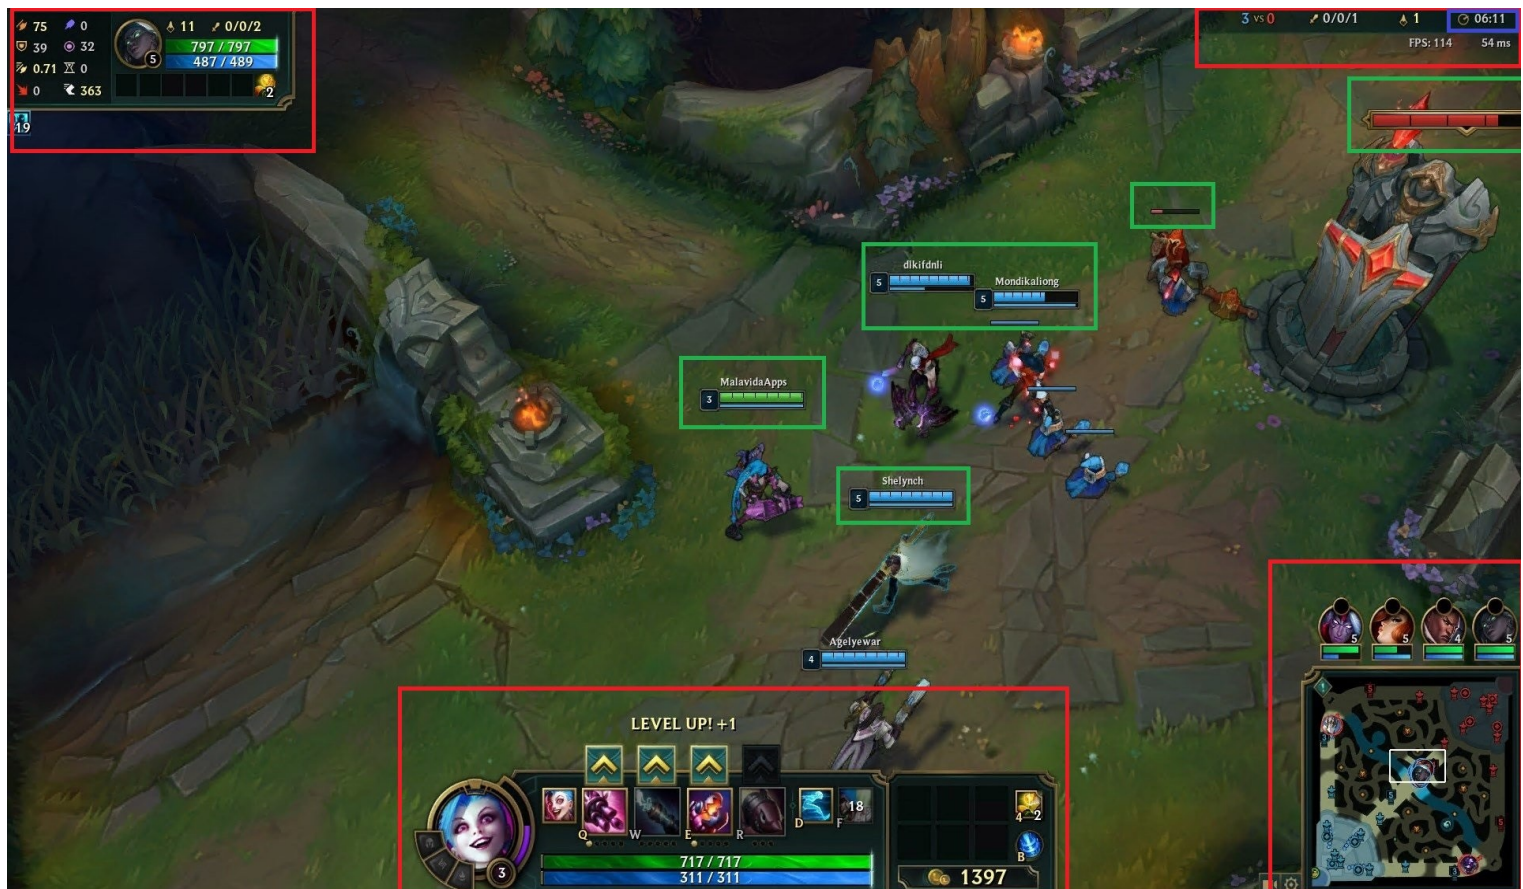 75 0 11 0/0/2
39 32 797 / 797
5 487 / 489
0.71 0
0 363 2
19
3 vs 0 0/0/1 1 06:11
FPS: 114 54 ms
dlkifdnli
5
Mondikaliong
5
MalavidaApps
3
Shelynch
5
Agelyewar
4
5 5 4 5
LEVEL UP! +1
18
Q W E R D F 4 2
B
717 / 717
3 311 / 311 1397